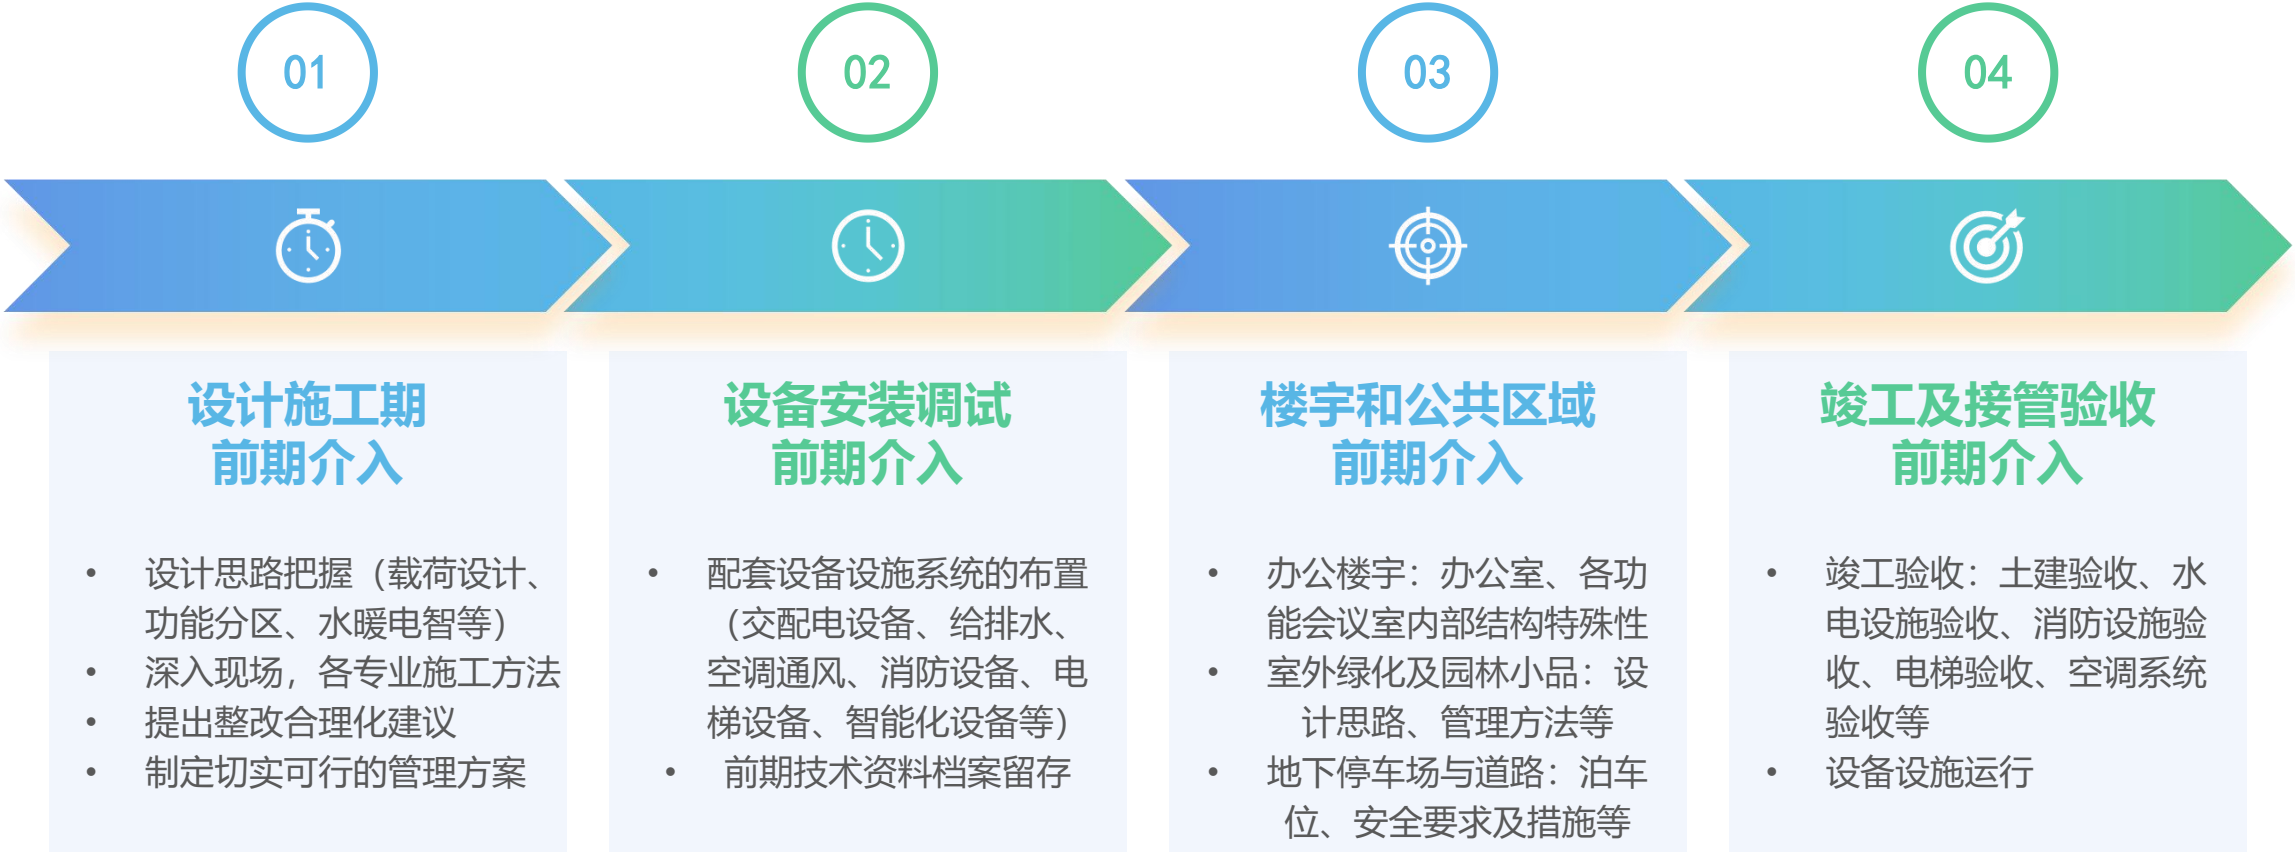 01
02
03
04
设计施工期
前期介入
• 设计思路把握（载荷设计、
功能分区、水暖电智等）
• 深入现场，各专业施工方法
• 提出整改合理化建议
• 制定切实可行的管理方案
设备安装调试
前期介入
• 配套设备设施系统的布置
（交配电设备、给排水、
空调通风、消防设备、电
梯设备、智能化设备等）
• 前期技术资料档案留存
楼宇和公共区域
前期介入
• 办公楼宇：办公室、各功
能会议室内部结构特殊性
• 室外绿化及园林小品：设
计思路、管理方法等
• 地下停车场与道路：泊车
位、安全要求及措施等
竣工及接管验收
前期介入
• 竣工验收：土建验收、水
电设施验收、消防设施验
收、电梯验收、空调系统
验收等
• 设备设施运行